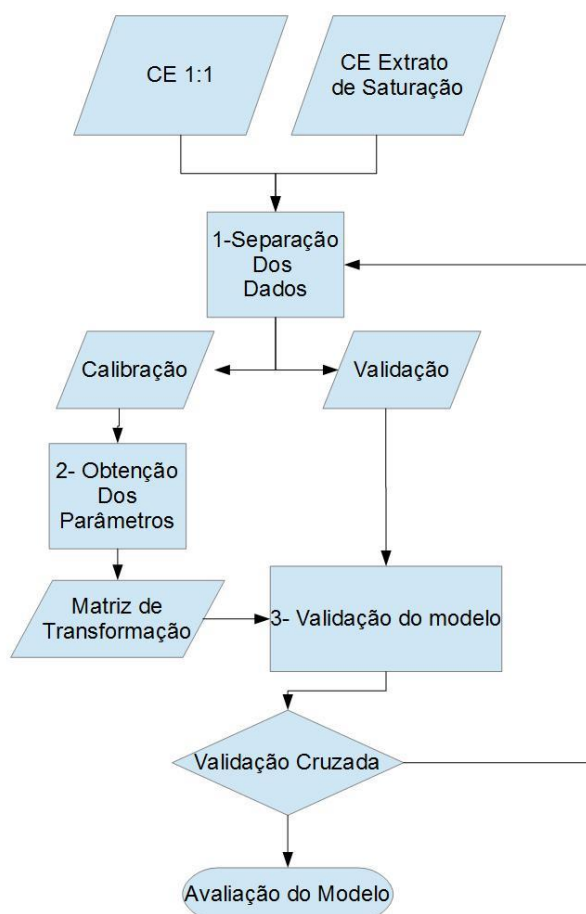 CE 1:1
CE Extrato
de Saturação
1-Separação
Dos
Dados
Calibração
Validação
2- Obtenção
Dos
Parâmetros
Matriz de
Transformação
3- Validação do modelo
Validação Cruzada
Avaliação do Modelo